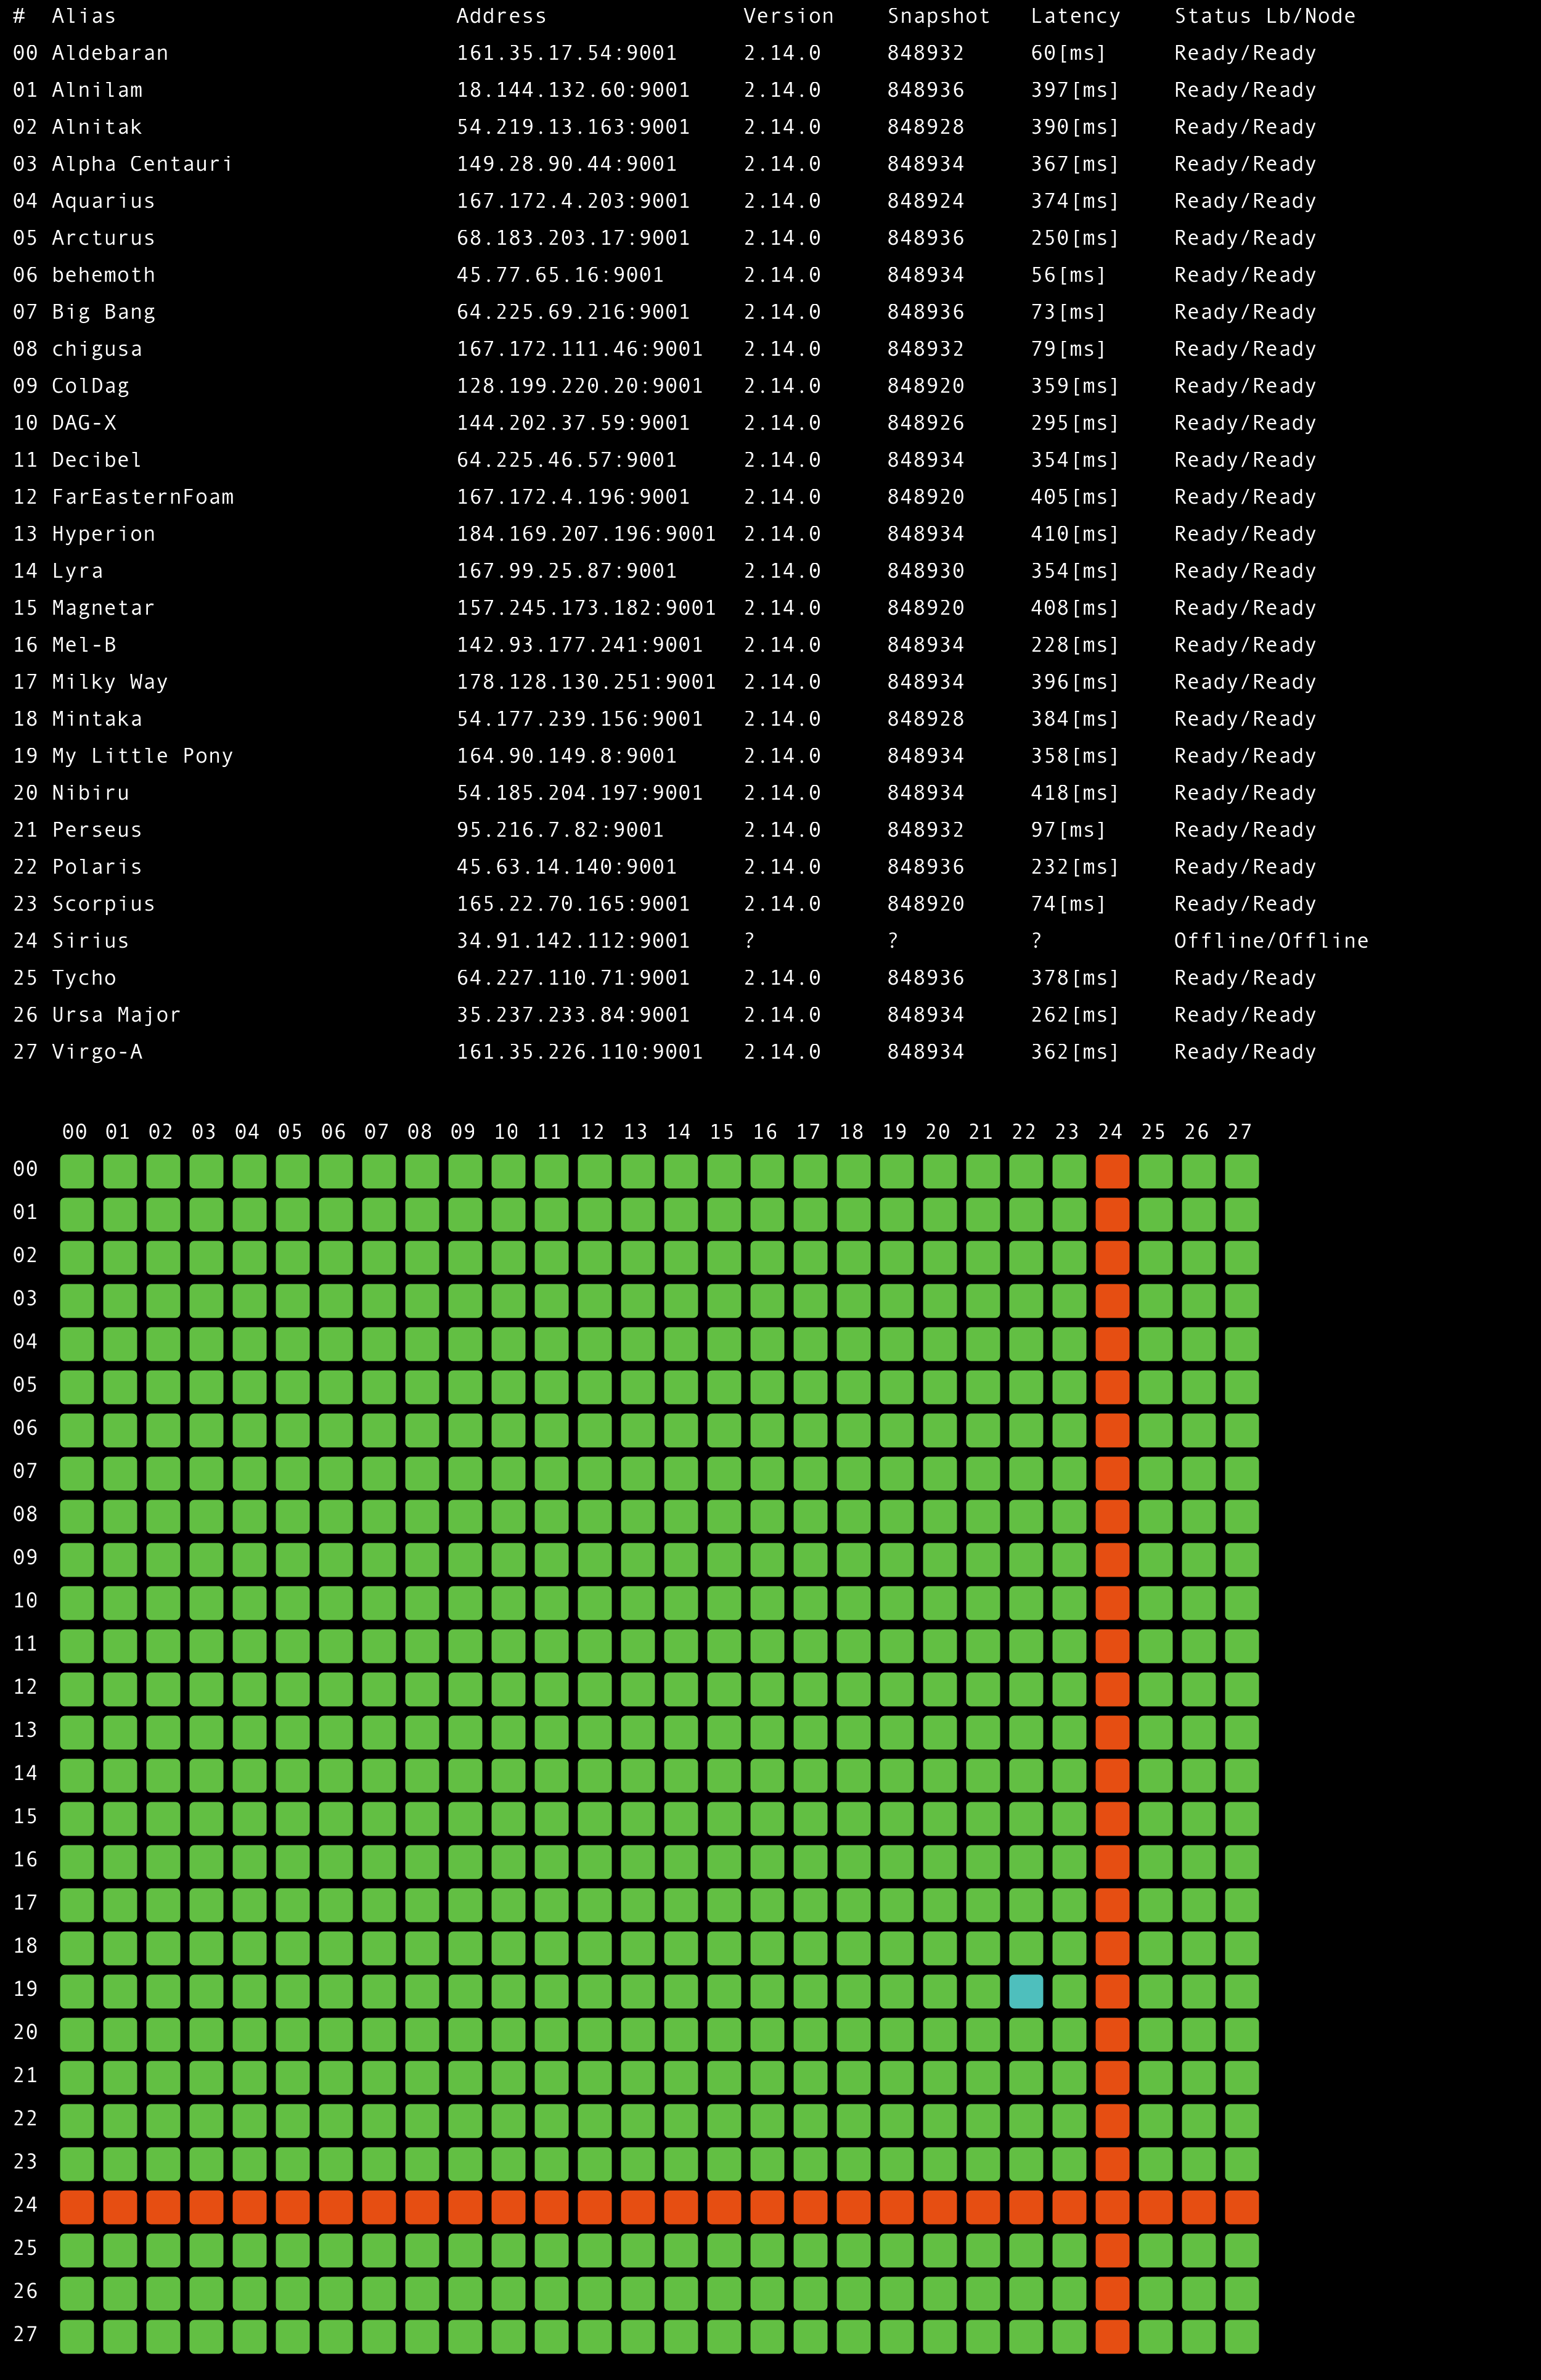 # Alias Address Version Snapshot Latency Status Lb/Node
00 Aldebaran 161.35.17.54:9001 2.14.0 848932 60[ms] Ready/Ready
01 Alnilam 18.144.132.60:9001 2.14.0 848936 397[ms] Ready/Ready
02 Alnitak 54.219.13.163:9001 2.14.0 848928 390[ms] Ready/Ready
03 Alpha Centauri 149.28.90.44:9001 2.14.0 848934 367[ms] Ready/Ready
04 Aquarius 167.172.4.203:9001 2.14.0 848924 374[ms] Ready/Ready
05 Arcturus 68.183.203.17:9001 2.14.0 848936 250[ms] Ready/Ready
06 behemoth 45.77.65.16:9001 2.14.0 848934 56[ms] Ready/Ready
07 Big Bang 64.225.69.216:9001 2.14.0 848936 73[ms] Ready/Ready
08 chigusa 167.172.111.46:9001 2.14.0 848932 79[ms] Ready/Ready
09 ColDag 128.199.220.20:9001 2.14.0 848920 359[ms] Ready/Ready
10 DAG-X 144.202.37.59:9001 2.14.0 848926 295[ms] Ready/Ready
11 Decibel 64.225.46.57:9001 2.14.0 848934 354[ms] Ready/Ready
12 FarEasternFoam 167.172.4.196:9001 2.14.0 848920 405[ms] Ready/Ready
13 Hyperion 184.169.207.196:9001 2.14.0 848934 410[ms] Ready/Ready
14 Lyra 167.99.25.87:9001 2.14.0 848930 354[ms] Ready/Ready
15 Magnetar 157.245.173.182:9001 2.14.0 848920 408[ms] Ready/Ready
16 Mel-B 142.93.177.241:9001 2.14.0 848934 228[ms] Ready/Ready
17 Milky Way 178.128.130.251:9001 2.14.0 848934 396[ms] Ready/Ready
18 Mintaka 54.177.239.156:9001 2.14.0 848928 384[ms] Ready/Ready
19 My Little Pony 164.90.149.8:9001 2.14.0 848934 358[ms] Ready/Ready
20 Nibiru 54.185.204.197:9001 2.14.0 848934 418[ms] Ready/Ready
21 Perseus 95.216.7.82:9001 2.14.0 848932 97[ms] Ready/Ready
22 Polaris 45.63.14.140:9001 2.14.0 848936 232[ms] Ready/Ready
23 Scorpius 165.22.70.165:9001 2.14.0 848920 74[ms] Ready/Ready
24 Sirius 34.91.142.112:9001 ? ? ? Offline/Offline
25 Tycho 64.227.110.71:9001 2.14.0 848936 378[ms] Ready/Ready
26 Ursa Major 35.237.233.84:9001 2.14.0 848934 262[ms] Ready/Ready
27 Virgo-A 161.35.226.110:9001 2.14.0 848934 362[ms] Ready/Ready
00 01 02 03 04 05 06 07 08 09 10 11 12 13 14 15 16 17 18 19 20 21 22 23 24 25 26 27
00
01
02
03
04
05
06
07
08
09
10
11
12
13
14
15
16
17
18
19
20
21
22
23
24
25
26
27